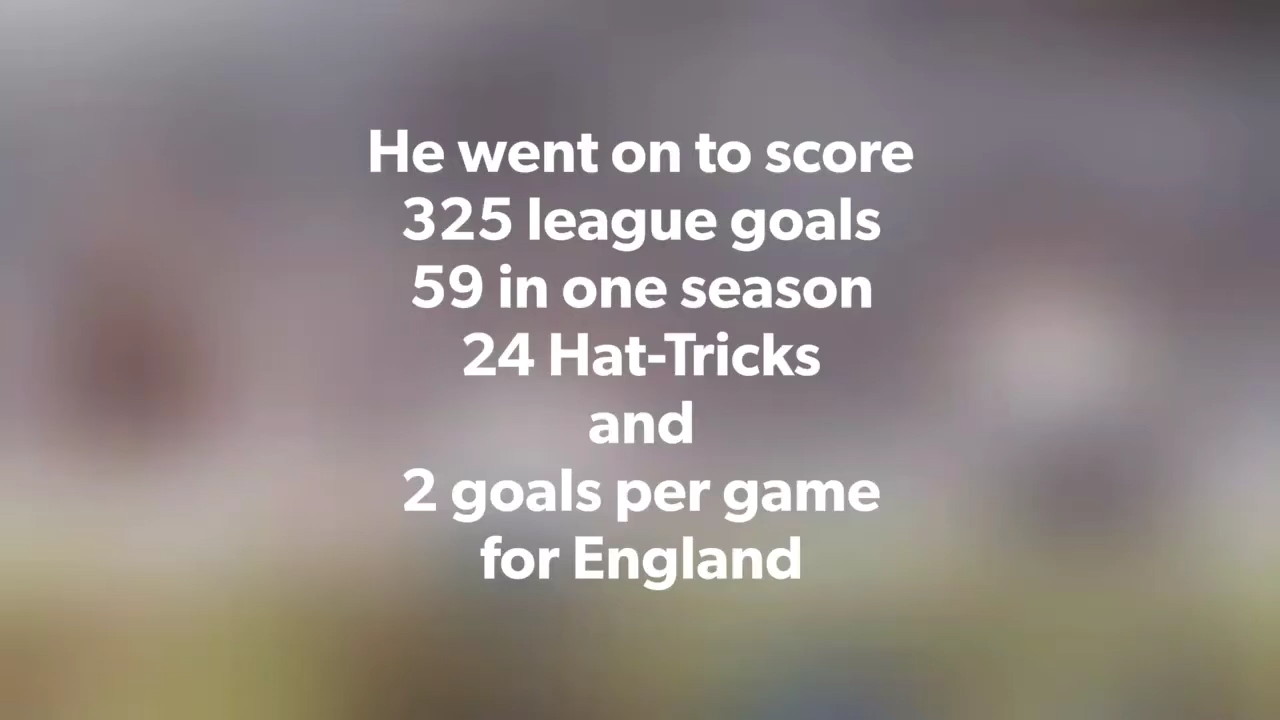 He went on to score
325 league goals
59 in one season
24 Hat-Tricks
and
2 goals per game
for England